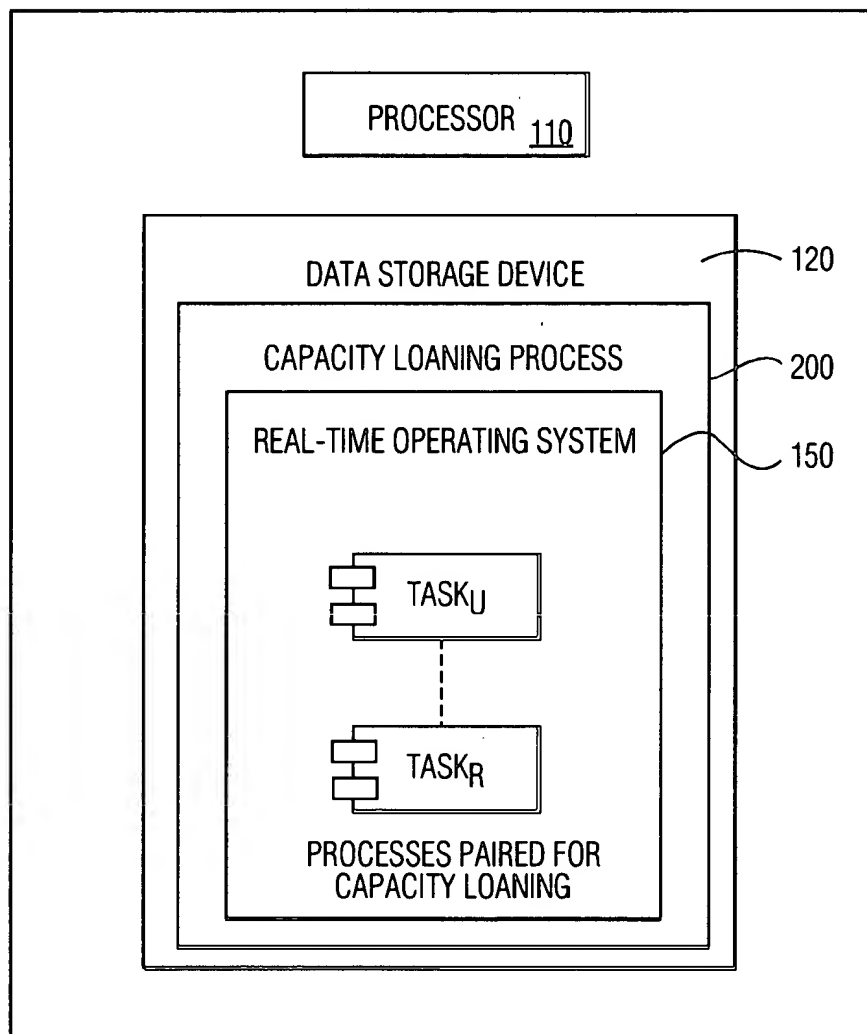 PROCESSOR 110
DATA STORAGE DEVICE
120
CAPACITY LOANING PROCESS
200
REAL-TIME OPERATING SYSTEM
150
TASKU
TASKR
PROCESSES PAIRED FOR
CAPACITY LOANING